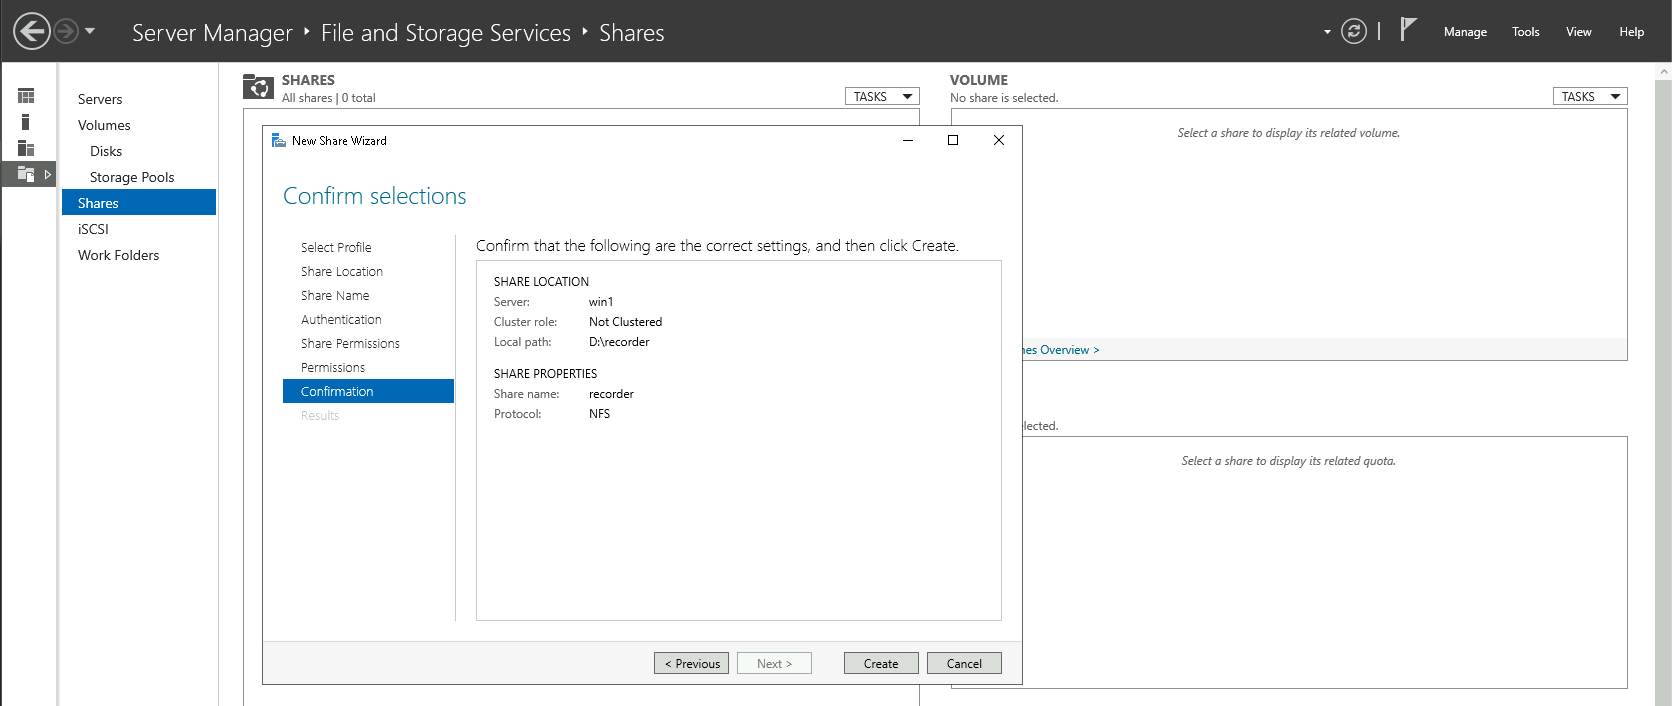 Server Manager ‣ File and Storage Services ‣ Shares
Manage
Tools
View
Help
Servers
Volumes
Disks
Storage Pools
Shares
iSCSI
Work Folders
SHARES
All shares | 0 total
TASKS
VOLUME
No share is selected.
TASKS
Select a share to display its related volume.
New Share Wizard
Confirm selections
Select Profile
Share Location
Share Name
Authentication
Share Permissions
Permissions
Confirmation
Results
Confirm that the following are the correct settings, and then click Create.
SHARE LOCATION
Server: win1
Cluster role: Not Clustered
Local path: D:\recorder
SHARE PROPERTIES
Share name: recorder
Protocol: NFS
< Previous
Next >
Create
Cancel
Overview >
Select a share to display its related quota.